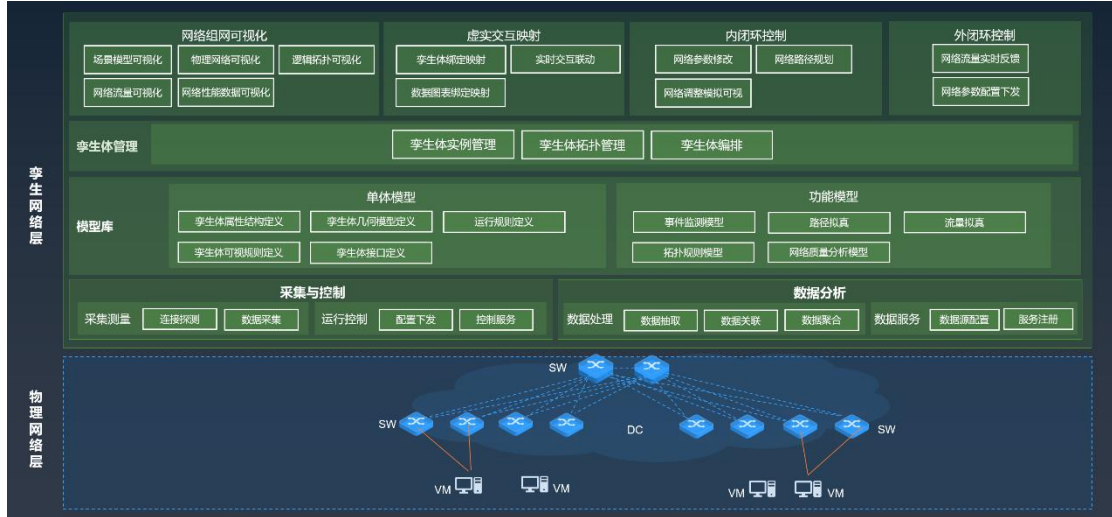 网络组网可视化
虚实交互映射
内闭环控制
外闭环控制
场景模型可视化 物理网络可视化 逻辑拓扑可视化
孪生体绑定映射 实时交互联动
网络参数修改 网络路径规划
网络流量实时反馈
网络流量可视化 网络性能数据可视化
数据图表绑定映射
网络调整模拟可视
网络参数配置下发
孪生网络层
孪生体管理
孪生体实例管理 孪生体拓扑管理 孪生体编排
模型库
单体模型
功能模型
孪生体属性结构定义 孪生体几何模型定义 运行规则定义
事件监测模型 路径拟真 流量拟真
孪生体可视规则定义 孪生体接口定义
拓扑规则模型 网络质量分析模型
采集与控制
数据分析
采集测量 连接探测 数据采集 运行控制 配置下发 控制服务
数据处理 数据抽取 数据关联 数据聚合 数据服务 数据源配置 服务注册
物理网络层
SW
SW
DC
SW
VM
VM
VM
VM